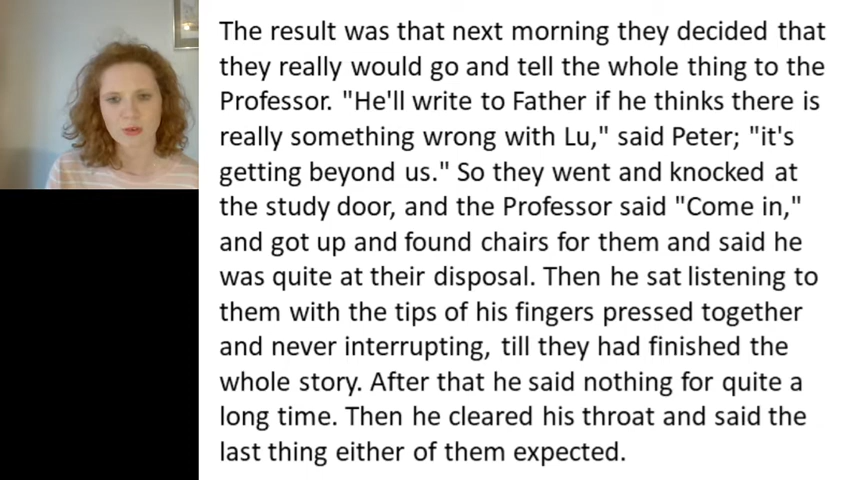 The result was that next morning they decided that
they really would go and tell the whole thing to the
Professor. "He'll write to Father if he thinks there is
really something wrong with Lu," said Peter; "it's
getting beyond us." So they went and knocked at
the study door, and the Professor said "Come in,"
and got up and found chairs for them and said he
was quite at their disposal. Then he sat listening to
them with the tips of his fingers pressed together
and never interrupting, till they had finished the
whole story. After that he said nothing for quite a
long time. Then he cleared his throat and said the
last thing either of them expected.